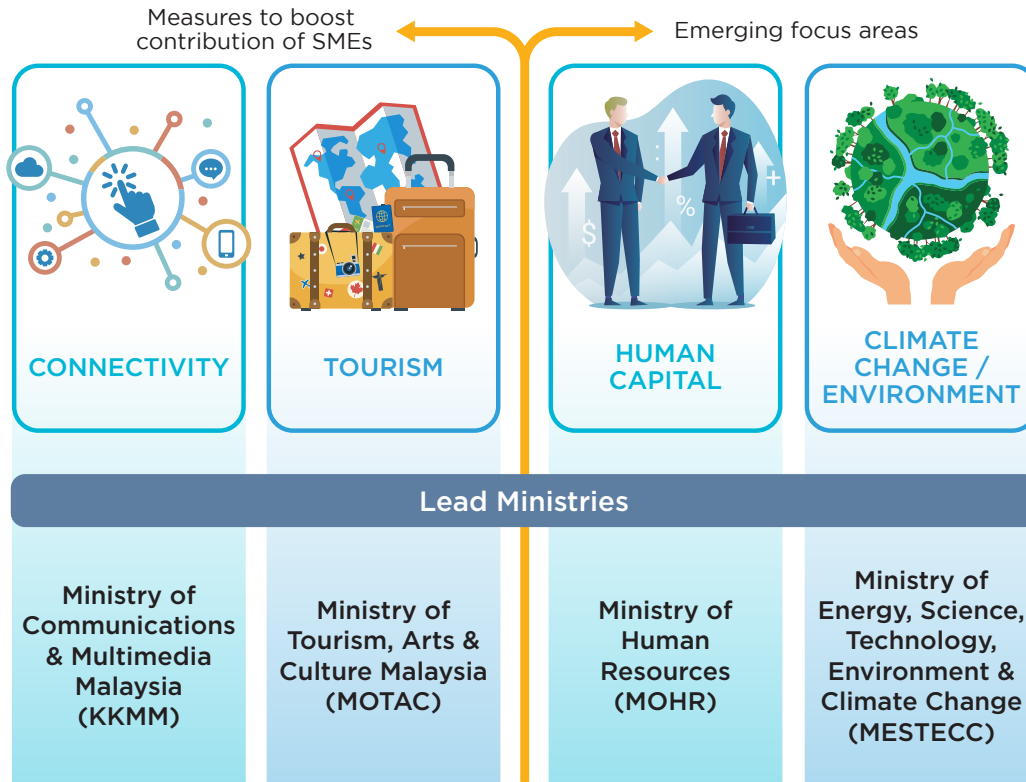 Measures to boost
contribution of SMEs
Emerging focus areas
CONNECTIVITY
TOURISM
HUMAN
CAPITAL
CLIMATE
CHANGE /
ENVIRONMENT
Lead Ministries
Ministry of
Communications
& Multimedia
Malaysia
(KKMM)
Ministry of
Tourism, Arts &
Culture Malaysia
(MOTAC)
Ministry of
Human
Resources
(MOHR)
Ministry of
Energy, Science,
Technology,
Environment &
Climate Change
(MESTECC)